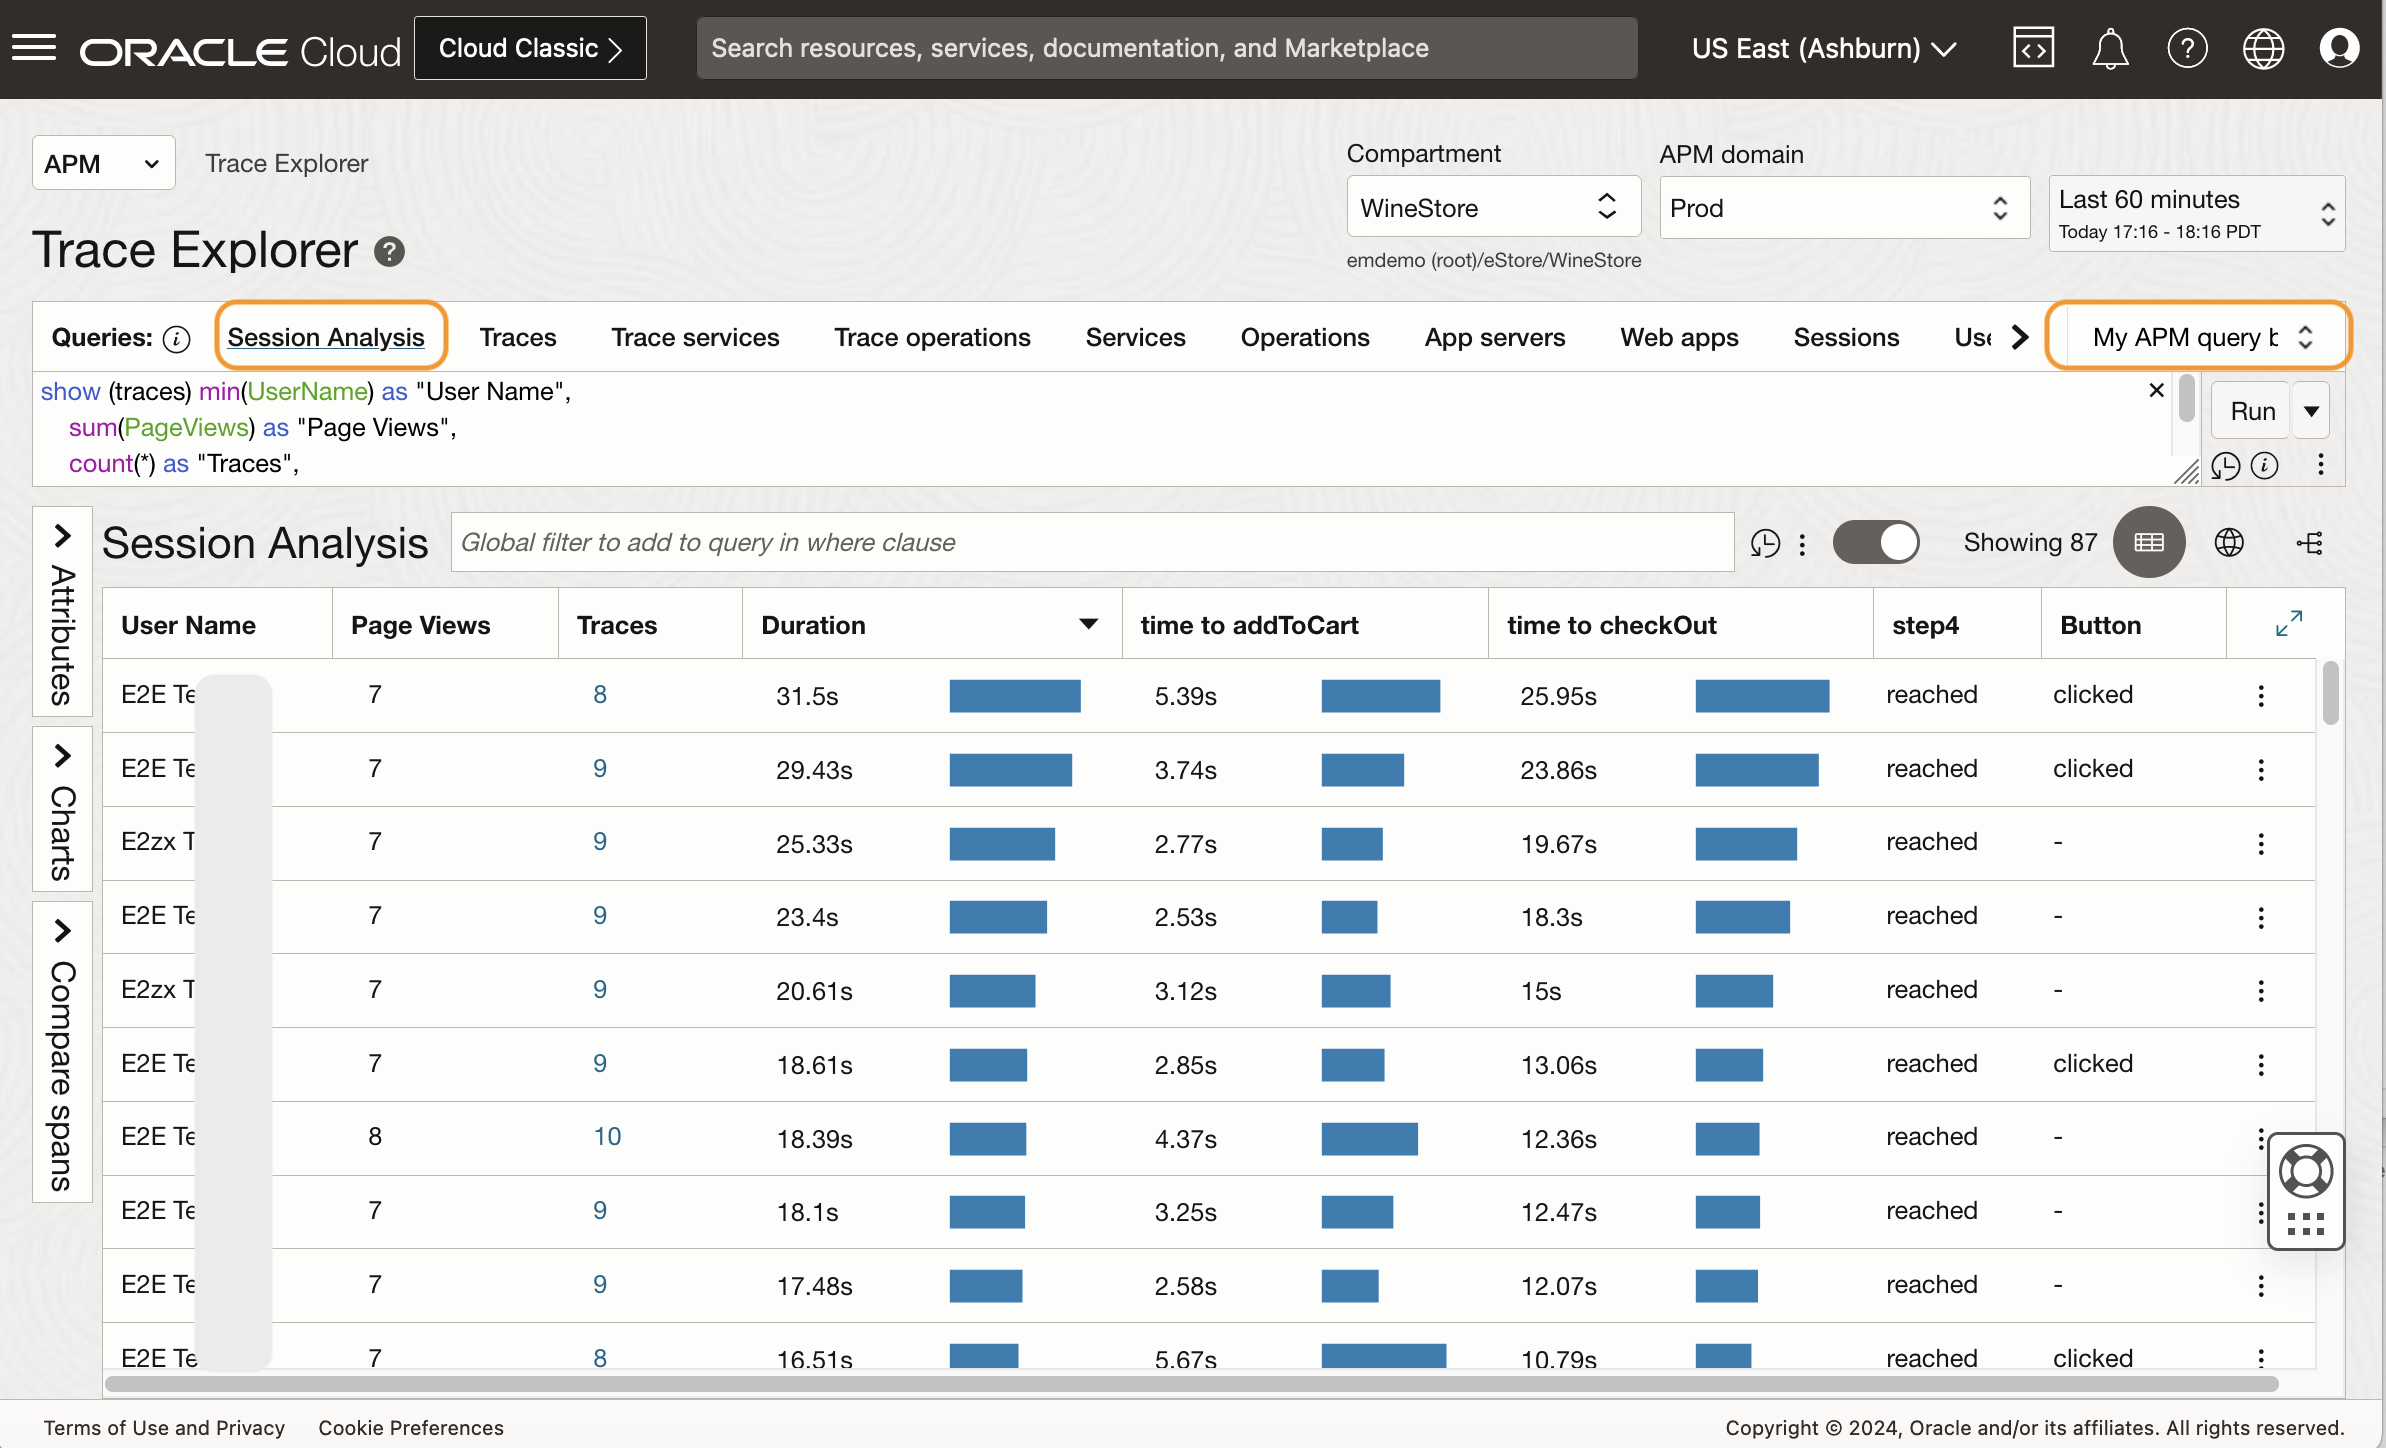 ORACLE Cloud
Cloud Classic
Search resources, services, documentation, and Marketplace
US East (Ashburn)
APM
Trace Explorer
Compartment
APM domain
WineStore
Prod
Last 60 minutes
Today 17:16 - 18:16 PDT
emdemo (root)/eStore/WineStore
Trace Explorer
Queries:
Session Analysis
Traces
Trace services
Trace operations
Services
Operations
App servers
Web apps
Sessions
My APM query
show (traces) min(UserName) as "User Name",
sum(PageViews) as "Page Views",
count(*) as "Traces",
Run
Attributes
Charts
Compare spans
Session Analysis
Global filter to add to query in where clause
Showing 87
User Name Page Views Traces Duration time to addToCart time to checkOut step4 Button
E2E 7 8 31.5s 5.39s 25.95s reached clicked
E2E 7 9 29.43s 3.74s 23.86s reached clicked
E2zx 7 9 25.33s 2.77s 19.67s reached -
E2E 7 9 23.4s 2.53s 18.3s reached -
E2zx 7 9 20.61s 3.12s 15s reached -
E2E 7 9 18.61s 2.85s 13.06s reached clicked
E2E 8 10 18.39s 4.37s 12.36s reached -
E2E 7 9 18.1s 3.25s 12.47s reached -
E2E 7 9 17.48s 2.58s 12.07s reached -
E2E 7 8 16.51s 5.67s 10.79s reached clicked
Terms of Use and Privacy
Cookie Preferences
Copyright © 2024, Oracle and/or its affiliates. All rights reserved.